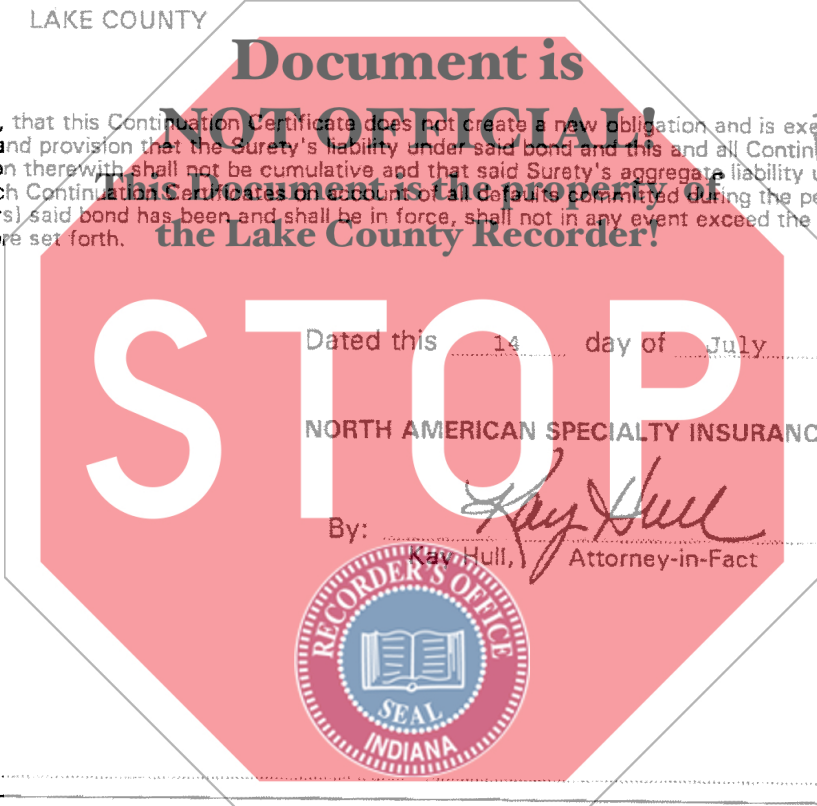 LAKE COUNTY
Document is
NOT OFFICIAL!
, that this Continuation Certificate does not create a new obligation and is exe
and provision that the Surety's liability under said bond and this and all Contin
n therewith shall not be cumulative and that said Surety's aggregate liability u
This Document is the property of
ch Continuation Certificates on account of all defaults committed during the pe
rs) said bond has been and shall be in force, shall not in any event exceed the
the Lake County Recorder!
re set forth.
STOP
Dated this 14 day of July
NORTH AMERICAN SPECIALTY INSURANC
By: Kay Hull
Kay Hull, Attorney-in-Fact
RECORDER'S OFFICE
SEAL
INDIANA